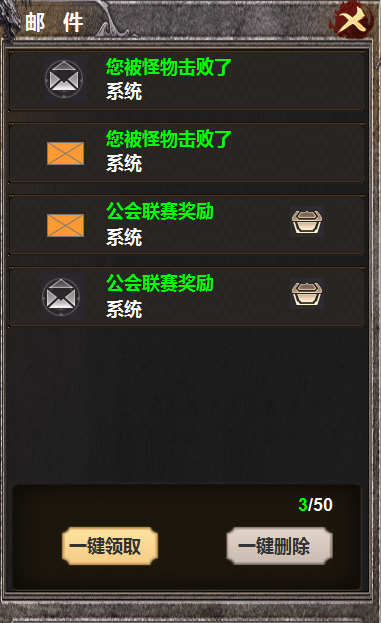 邮 件
您被怪物击败了
系统
您被怪物击败了
系统
公会联赛奖励
系统
公会联赛奖励
系统
3/50
一键领取 一键删除